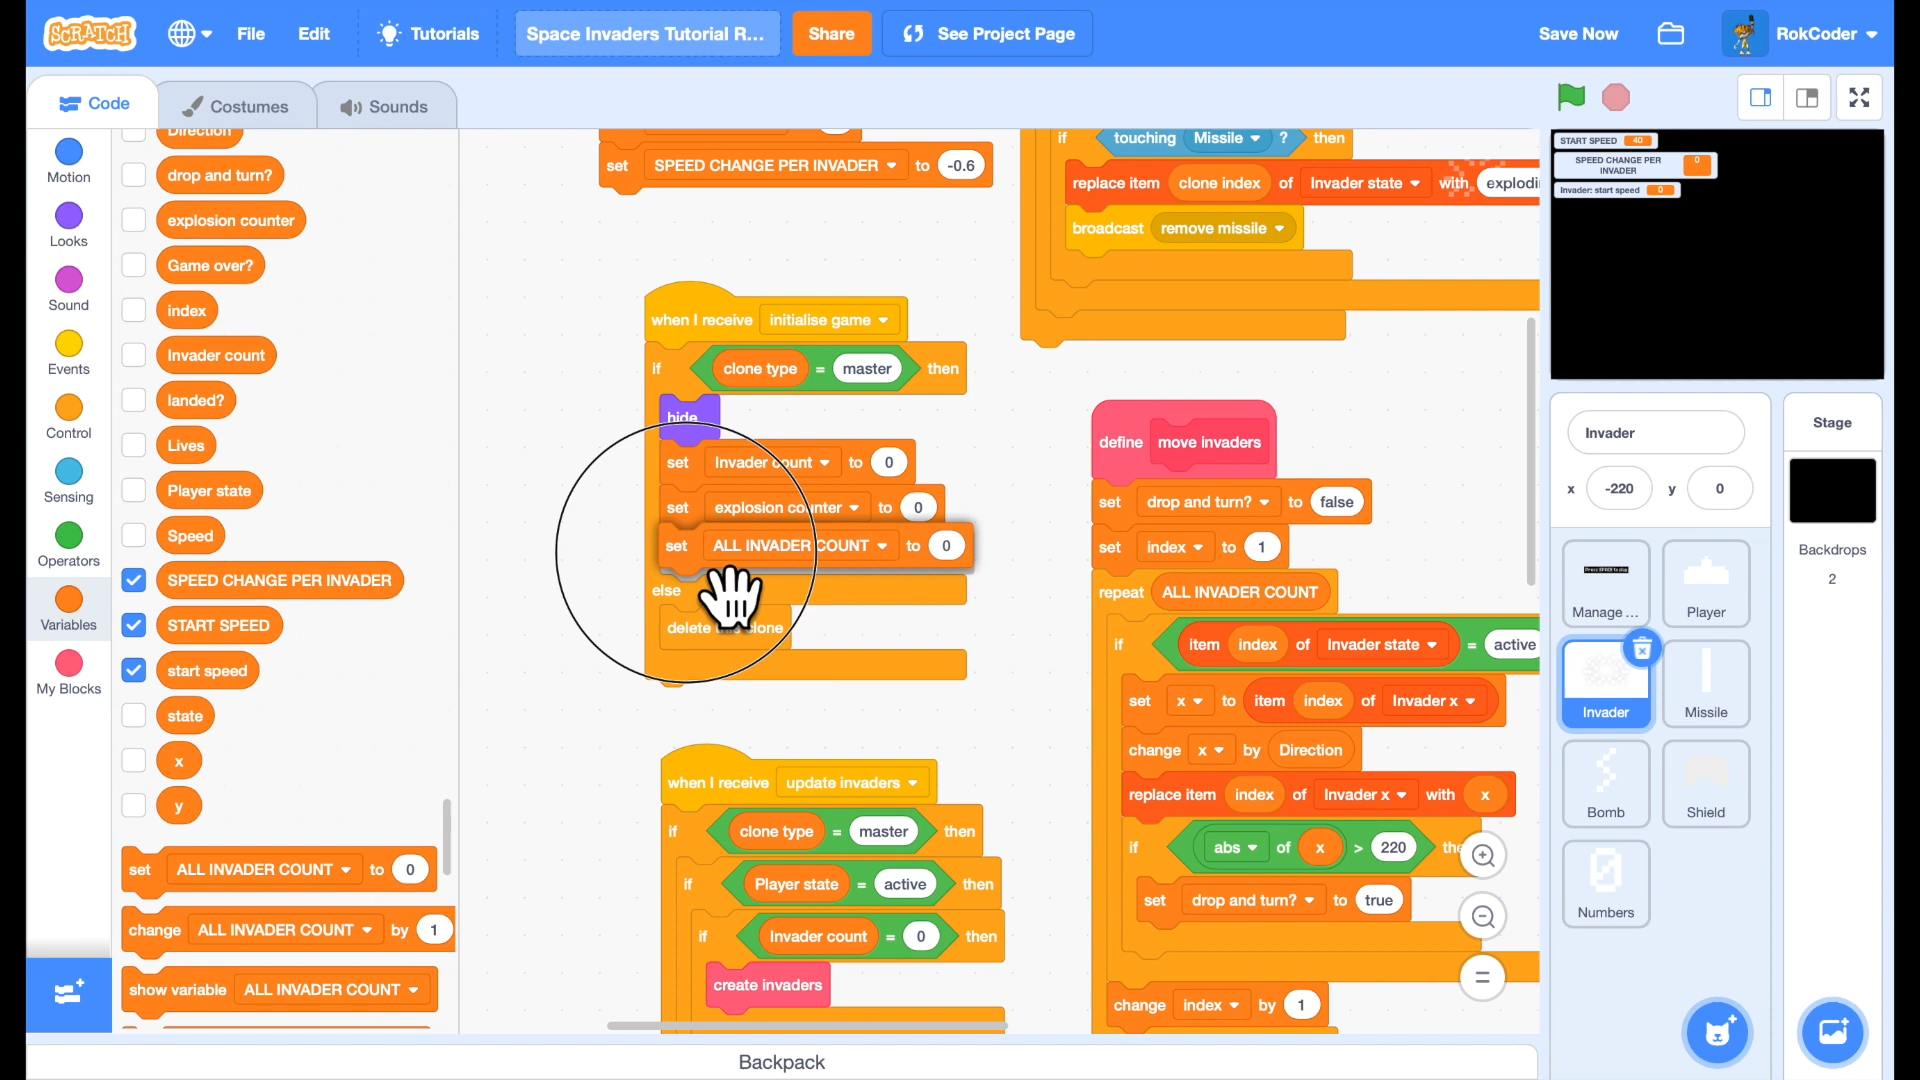 SCRATCH
File
Edit
Tutorials
Space Invaders Tutorial R...
Share
See Project Page
Save Now
RokCoder
Code
Costumes
Sounds
Motion
Looks
Sound
Events
Control
Sensing
Operators
Variables
My Blocks
Direction
drop and turn?
explosion counter
Game over?
index
Invader count
landed?
Lives
Player state
Speed
SPEED CHANGE PER INVADER
START SPEED
start speed
state
x
y
set ALL INVADER COUNT to 0
change ALL INVADER COUNT by 1
show variable ALL INVADER COUNT
set SPEED CHANGE PER INVADER to -0.6
when I receive initialise game
if clone type = master then
hide
set Invader count to 0
set explosion counter to 0
set ALL INVADER COUNT to 0
else
delete this clone
when I receive update invaders
if clone type = master then
if Player state = active then
if Invader count = 0 then
create invaders
if touching Missile ? then
replace item clone index of Invader state with explodin
broadcast remove missile
define move invaders
set drop and turn? to false
set index to 1
repeat ALL INVADER COUNT
if item index of Invader state = active
set x to item index of Invader x
change x by Direction
replace item index of Invader x with x
if abs of x > 220 the
set drop and turn? to true
change index by 1
Backpack
START SPEED 40
SPEED CHANGE PER INVADER 0
Invader: start speed 0
Invader
x -220 y 0
Stage
Backdrops
2
Manage ...
Player
Invader
Missile
Bomb
Shield
Numbers